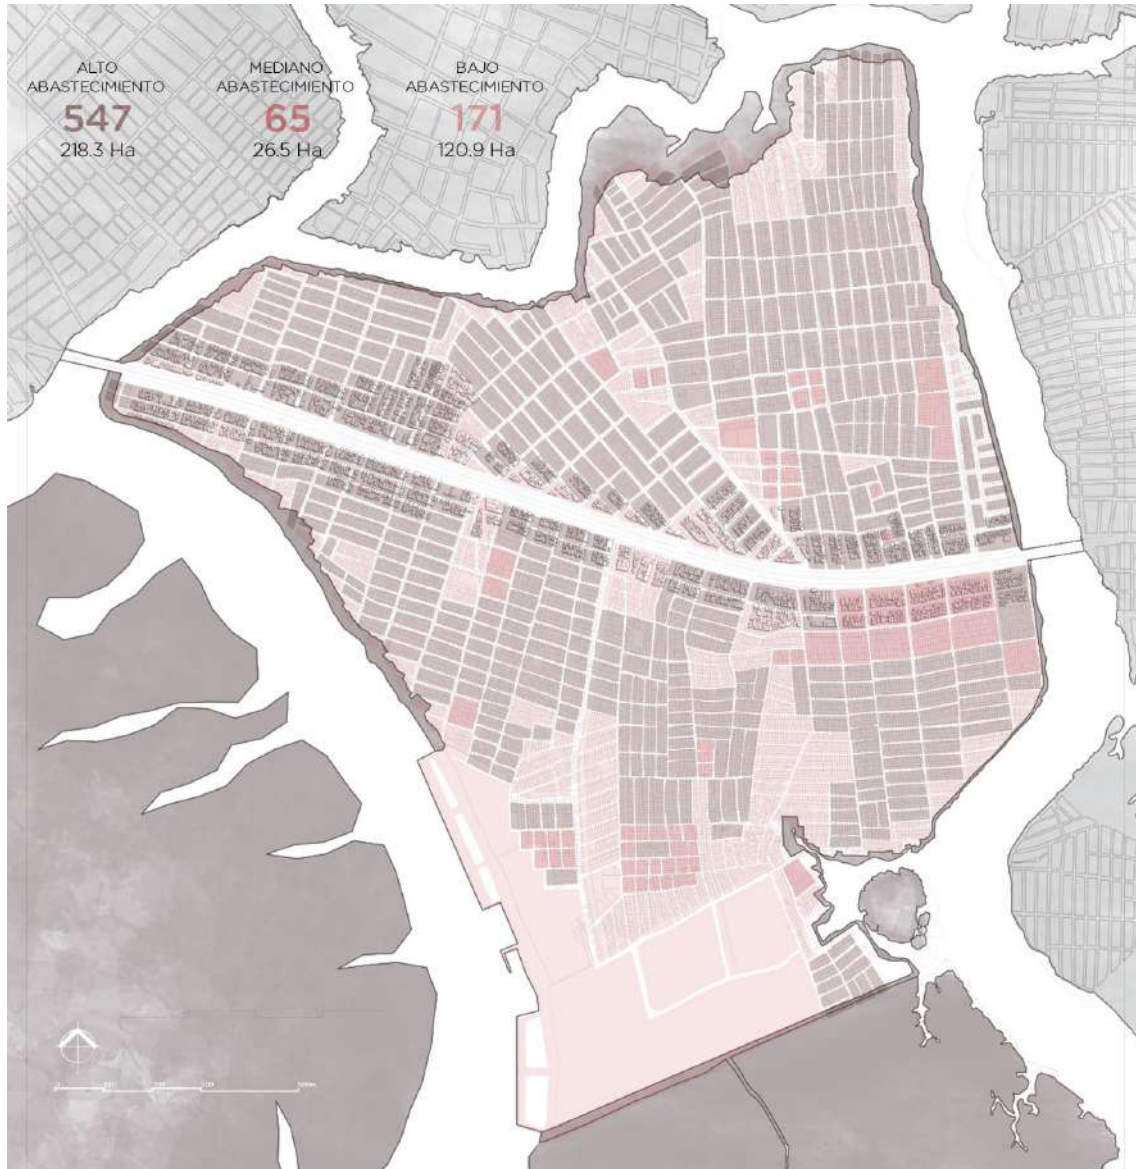 ALTO
ABASTECIMIENTO
547
218.3 Ha
MEDIANO
ABASTECIMIENTO
65
26.5 Ha
BAJO
ABASTECIMIENTO
171
120.9 Ha